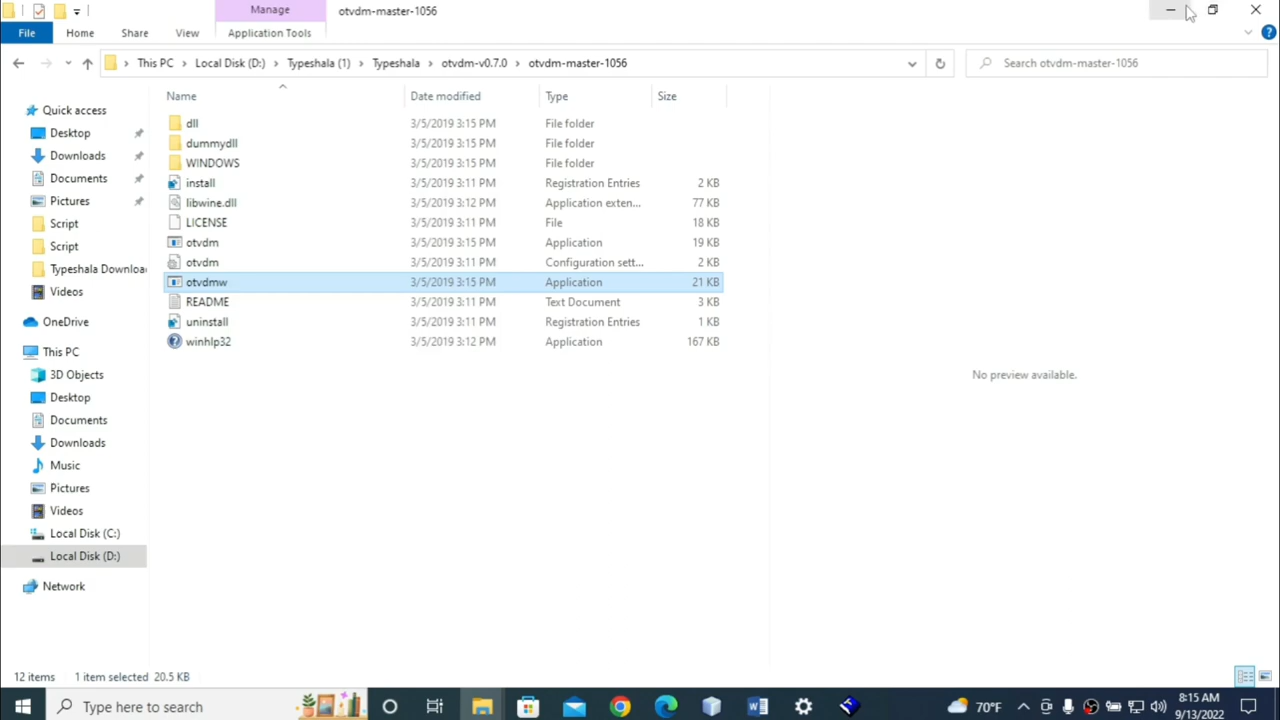 Manage
otvdm-master-1056
File
Home
Share
View
Application Tools
This PC
Local Disk (D:)
Typeshala (1)
Typeshala
otvdm-v0.7.0
otvdm-master-1056
Search otvdm-master-1056
Name
Date modified
Type
Size
Quick access
Desktop
Downloads
Documents
Pictures
Script
Script
Typeshala Downloa
Videos
OneDrive
This PC
3D Objects
Desktop
Documents
Downloads
Music
Pictures
Videos
Local Disk (C:)
Local Disk (D:)
Network
dll 3/5/2019 3:15 PM File folder
dummydll 3/5/2019 3:15 PM File folder
WINDOWS 3/5/2019 3:15 PM File folder
install 3/5/2019 3:11 PM Registration Entries 2 KB
libwine.dll 3/5/2019 3:12 PM Application exten... 77 KB
LICENSE 3/5/2019 3:11 PM File 18 KB
otvdm 3/5/2019 3:15 PM Application 19 KB
otvdm 3/5/2019 3:11 PM Configuration sett... 2 KB
otvdmw 3/5/2019 3:15 PM Application 21 KB
README 3/5/2019 3:11 PM Text Document 3 KB
uninstall 3/5/2019 3:11 PM Registration Entries 1 KB
winhlp32 3/5/2019 3:12 PM Application 167 KB
No preview available.
12 items 1 item selected 20.5 KB
Type here to search
70°F
8:15 AM
9/13/2022